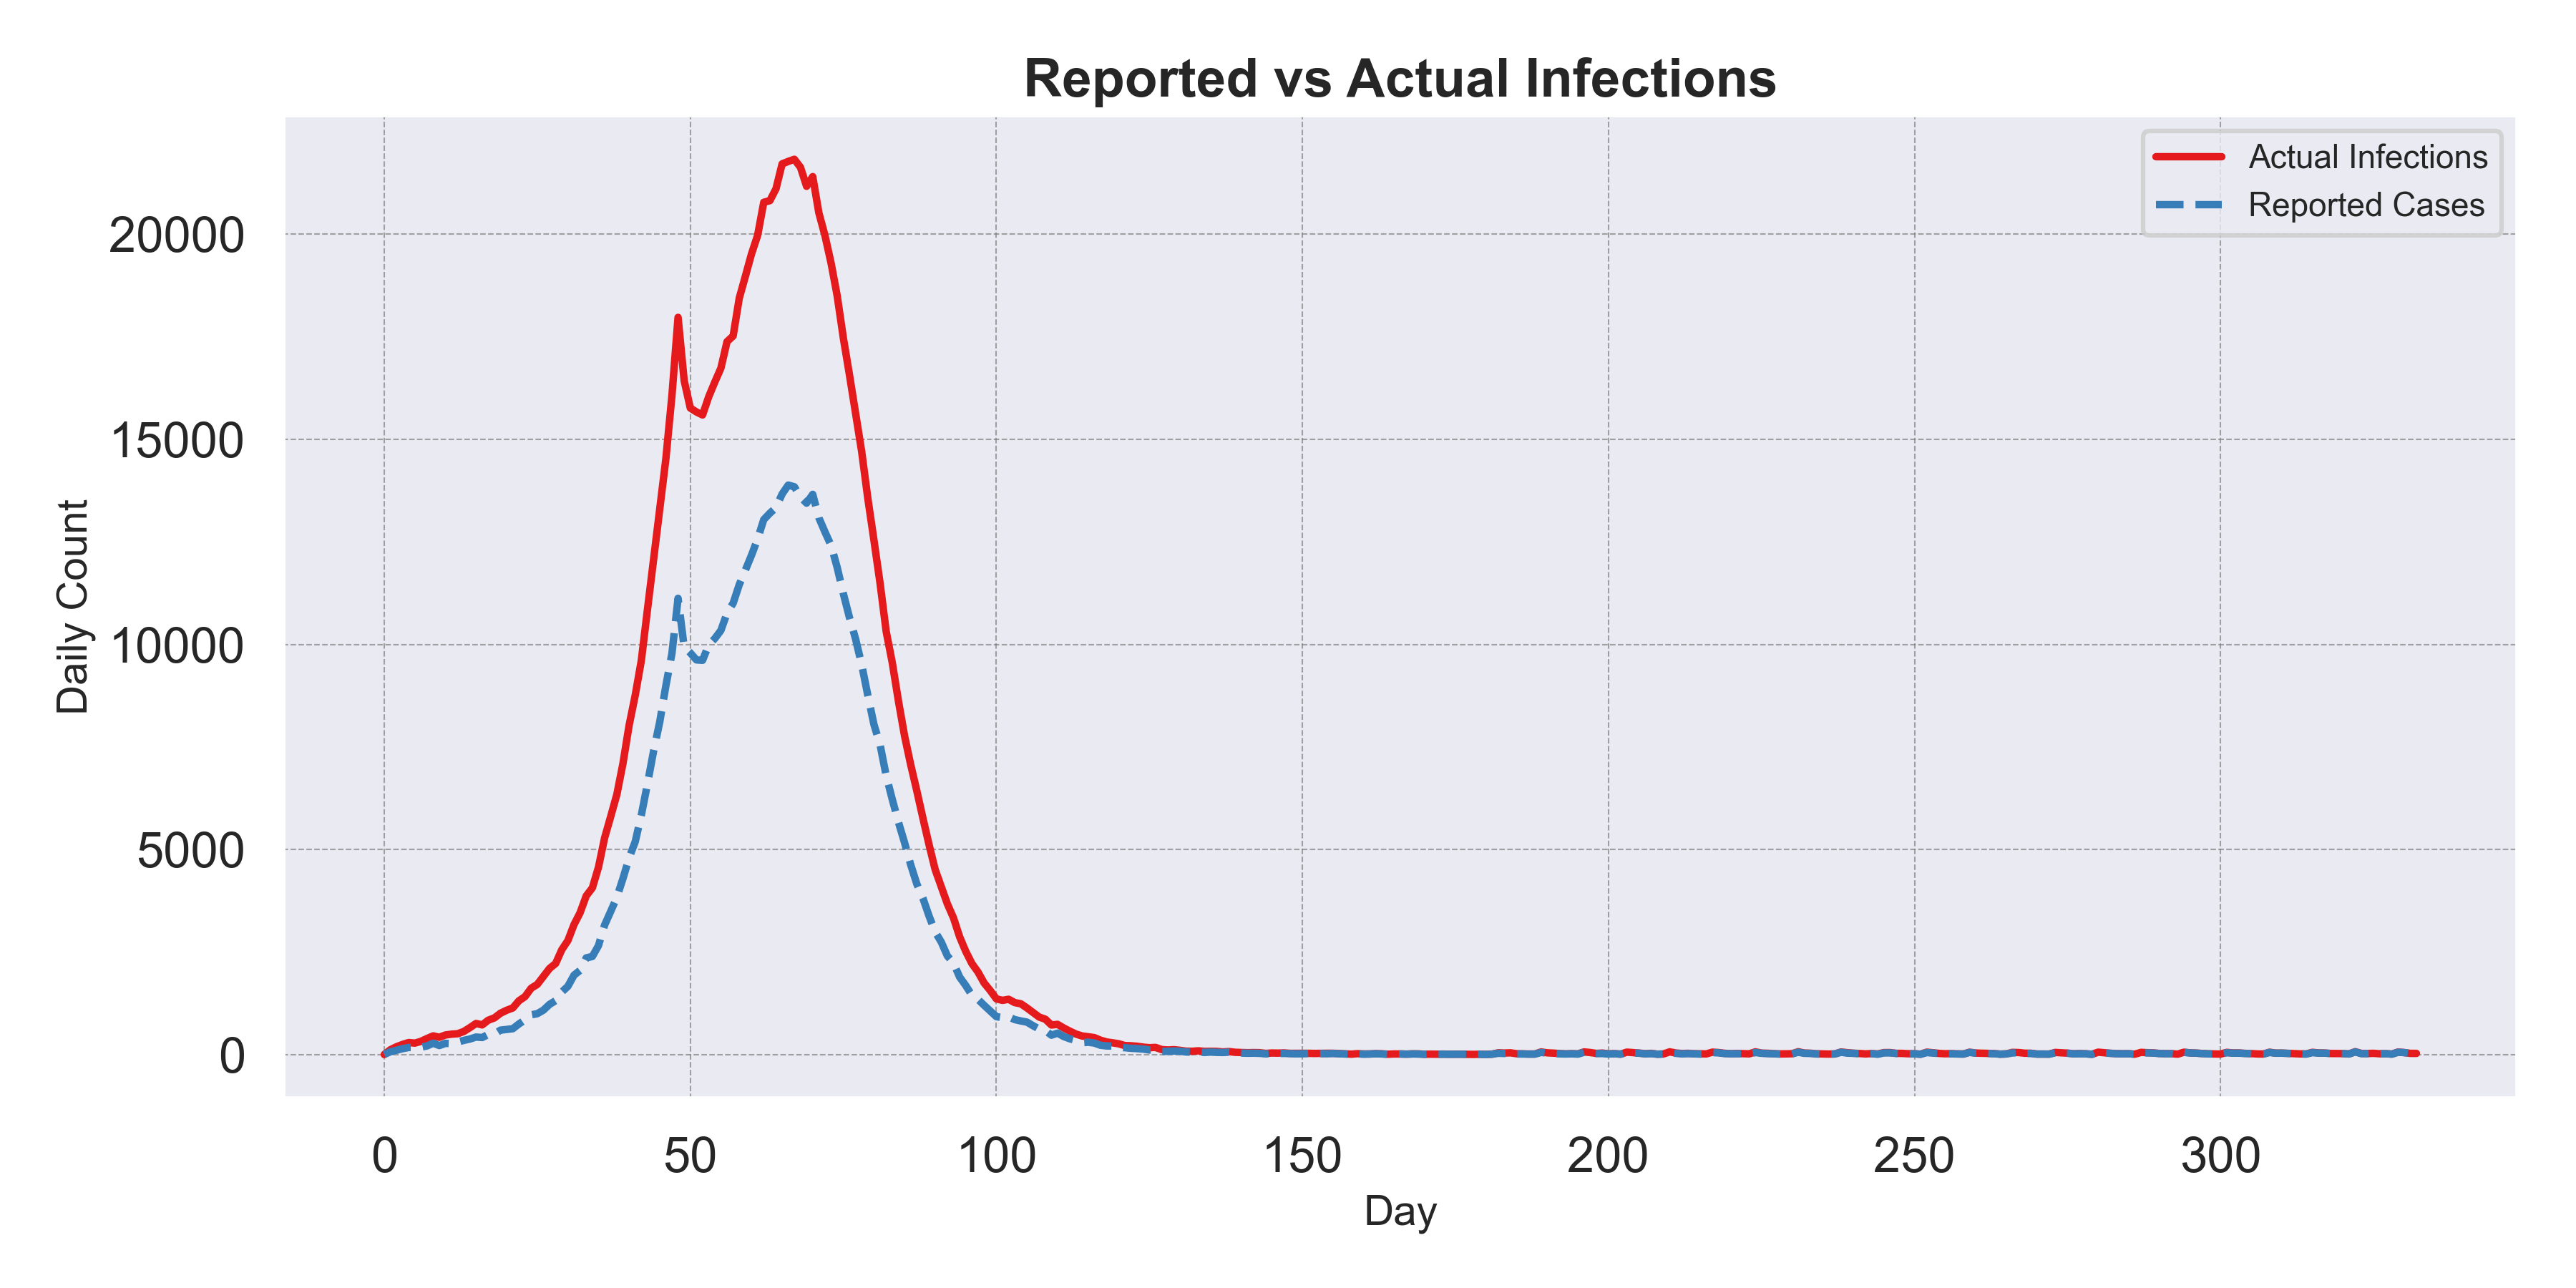 Reported vs Actual Infections
Actual Infections
Reported Cases
Daily Count
20000
15000
10000
5000
0
0 50 100 150 200 250 300
Day